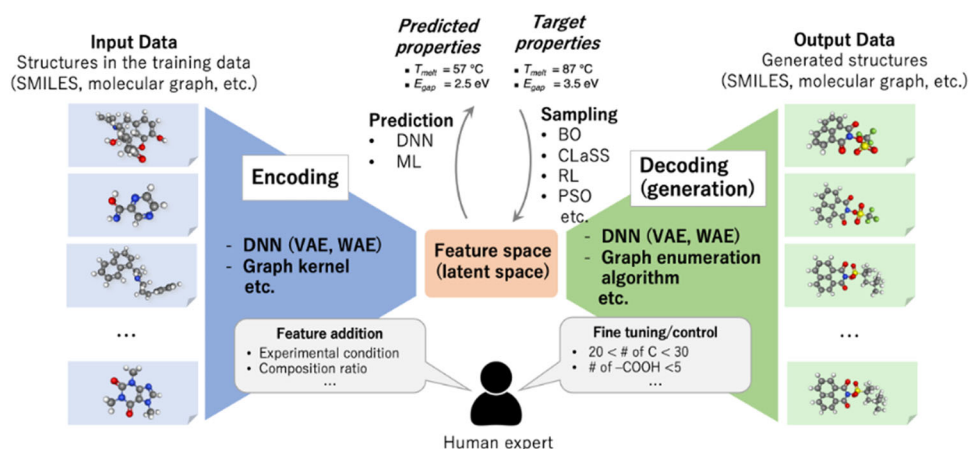 Input Data
Structures in the training data
(SMILES, molecular graph, etc.)
Predicted
properties
▪ Tmelt = 57 °C
▪ Egap = 2.5 eV
Target
properties
▪ Tmelt = 87 °C
▪ Egap = 3.5 eV
Output Data
Generated structures
(SMILES, molecular graph, etc.)
Prediction
• DNN
• ML
Sampling
• BO
• CLaSS
• RL
• PSO
etc.
Encoding
- DNN (VAE, WAE)
- Graph kernel
etc.
Feature space
(latent space)
Decoding
(generation)
- DNN (VAE, WAE)
- Graph enumeration
algorithm
etc.
...
...
Feature addition
• Experimental condition
• Composition ratio
...
Fine tuning/control
• 20 < # of C < 30
• # of –COOH <5
...
Human expert